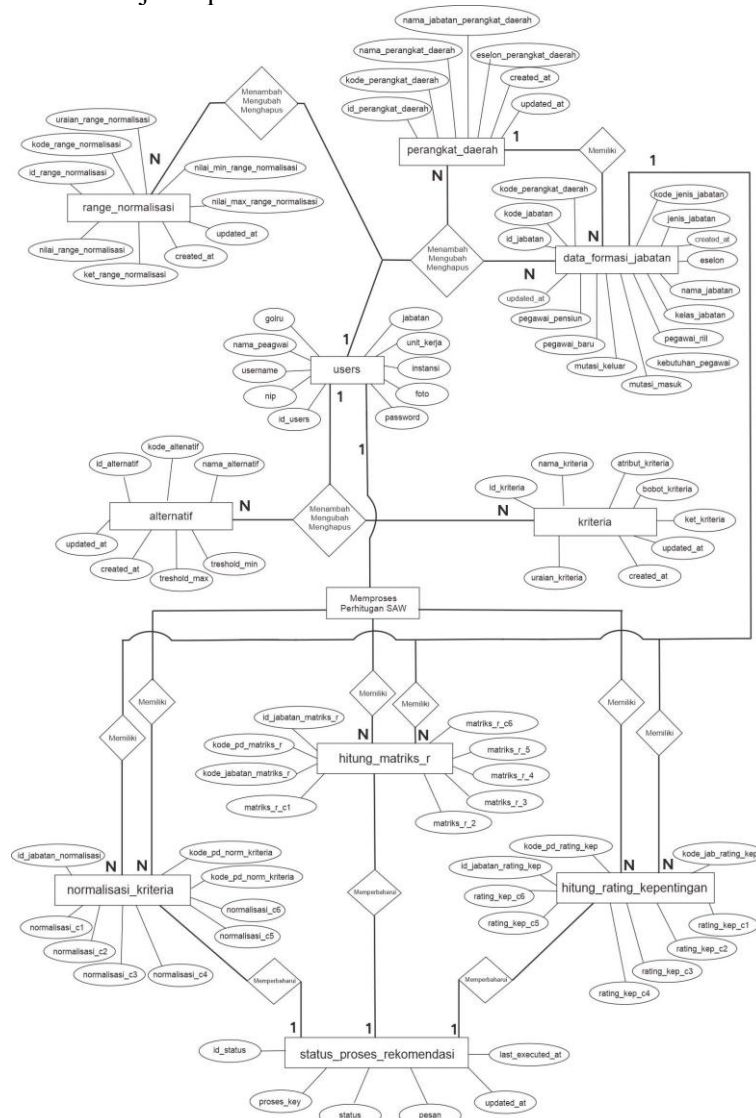 nama_jabatan_perangkat_daerah
nama_perangkat_daerah
eselon_perangkat_daerah
kode_perangkat_daerah
created_at
id_perangkat_daerah
updated_at
perangkat_daerah
1
N
Memiliki
1
Menambah
Mengubah
Menghapus
uraian_range_normalisasi
kode_range_normalisasi
id_range_normalisasi
N
nilai_min_range_normalisasi
nilai_max_range_normalisasi
range_normalisasi
updated_at
nilai_range_normalisasi
created_at
ket_range_normalisasi
kode_perangkat_daerah
kode_jenis_jabatan
kode_jabatan
jenis_jabatan
id_jabatan
N
created_at
data_formasi_jabatan
eselon
Menambah
Mengubah
Menghapus
N
updated_at
nama_jabatan
pegawai_pensiun
kelas_jabatan
pegawai_baru
pegawai_riil
mutasi_keluar
kebutuhan_pegawai
mutasi_masuk
goiru
jabatan
nama_peagwai
1
unit_kerja
users
username
instansi
nip
1
foto
id_users
1
password
kode_altenatif
id_alternatif
nama_alternatif
alternatif
N
updated_at
created_at
treshold_max
treshold_min
Menambah
Mengubah
Menghapus
nama_kriteria
atribut_kriteria
id_kriteria
bobot_kriteria
N
kriteria
ket_kriteria
updated_at
uraian_kriteria
created_at
Memproses
Perhitugan SAW
Memiliki
Memiliki
Memiliki
Memiliki
Memiliki
Memiliki
id_jabatan_matriks_r
N
N
matriks_r_c6
kode_pd_matriks_r
hitung_matriks_r
matriks_r_5
kode_jabatan_matriks_r
matriks_r_4
matriks_r_c1
matriks_r_3
matriks_r_2
id_jabatan_normalisasi
N
N
kode_pd_norm_kriteria
normalisasi_kriteria
kode_pd_norm_kriteria
normalisasi_c6
normalisasi_c1
normalisasi_c5
normalisasi_c2
normalisasi_c3
normalisasi_c4
kode_pd_rating_kep
kode_jab_rating_kep
id_jabatan_rating_kep
N
N
hitung_rating_kepentingan
rating_kep_c6
rating_kep_c5
rating_kep_c1
rating_kep_c2
rating_kep_c3
rating_kep_c4
Memperbaharui
Memperbaharui
Memperbaharui
1
1
1
id_status
status_proses_rekomendasi
last_executed_at
proses_key
status
pesan
updated_at